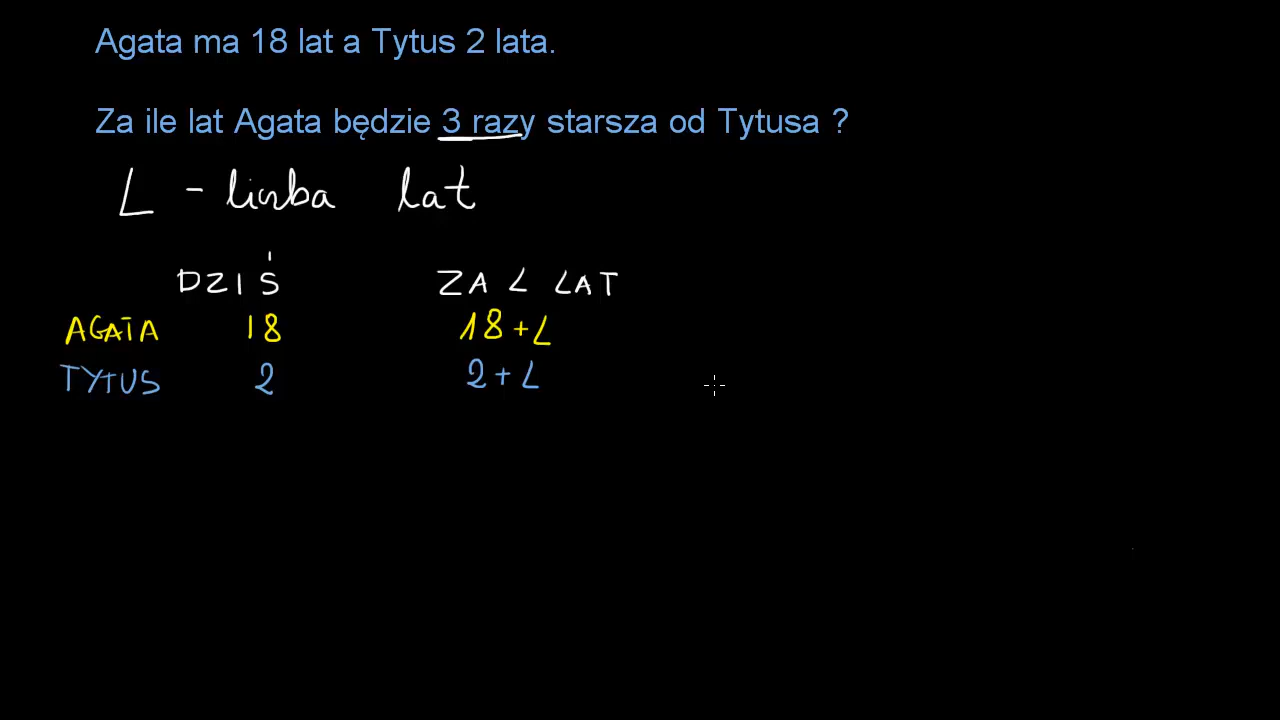 Agata ma 18 lat a Tytus 2 lata.
Za ile lat Agata będzie 3 razy starsza od Tytusa ?
L - liczba lat
DZIŚ ZA L LAT
AGATA 18 18+L
TYTUS 2 2+L